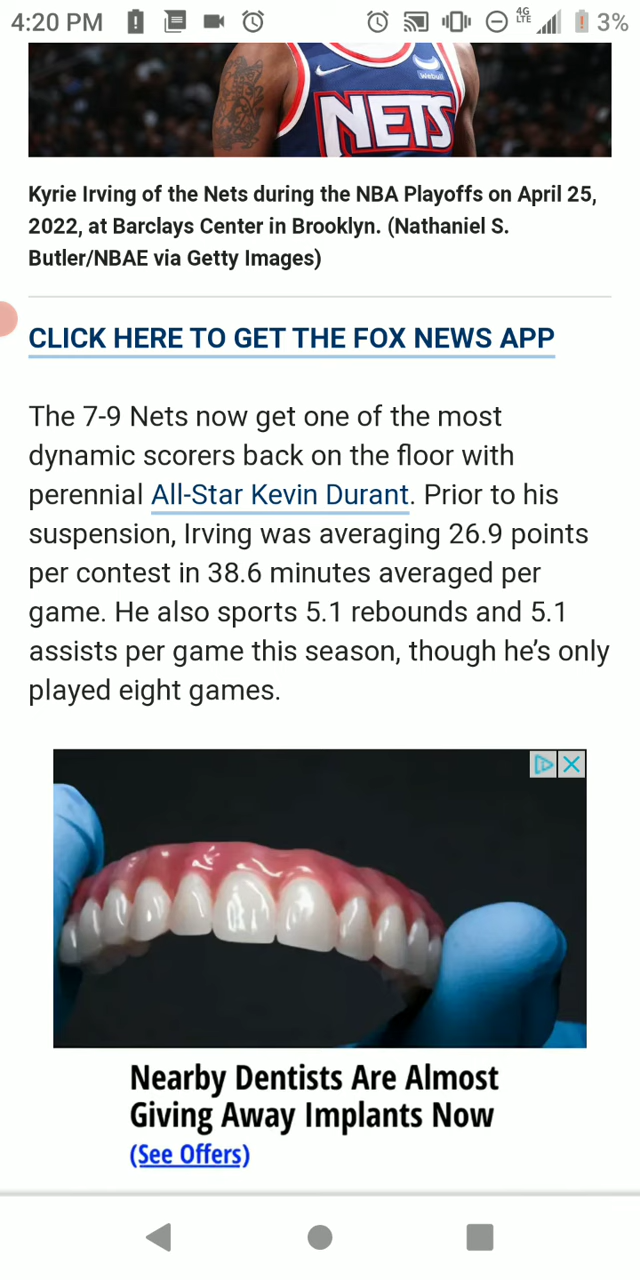 4:20 PM
4G
LTE
3%
webull
NETS
Kyrie Irving of the Nets during the NBA Playoffs on April 25,
2022, at Barclays Center in Brooklyn. (Nathaniel S.
Butler/NBAE via Getty Images)
CLICK HERE TO GET THE FOX NEWS APP
The 7-9 Nets now get one of the most
dynamic scorers back on the floor with
perennial All-Star Kevin Durant. Prior to his
suspension, Irving was averaging 26.9 points
per contest in 38.6 minutes averaged per
game. He also sports 5.1 rebounds and 5.1
assists per game this season, though he’s only
played eight games.
Nearby Dentists Are Almost
Giving Away Implants Now
(See Offers)